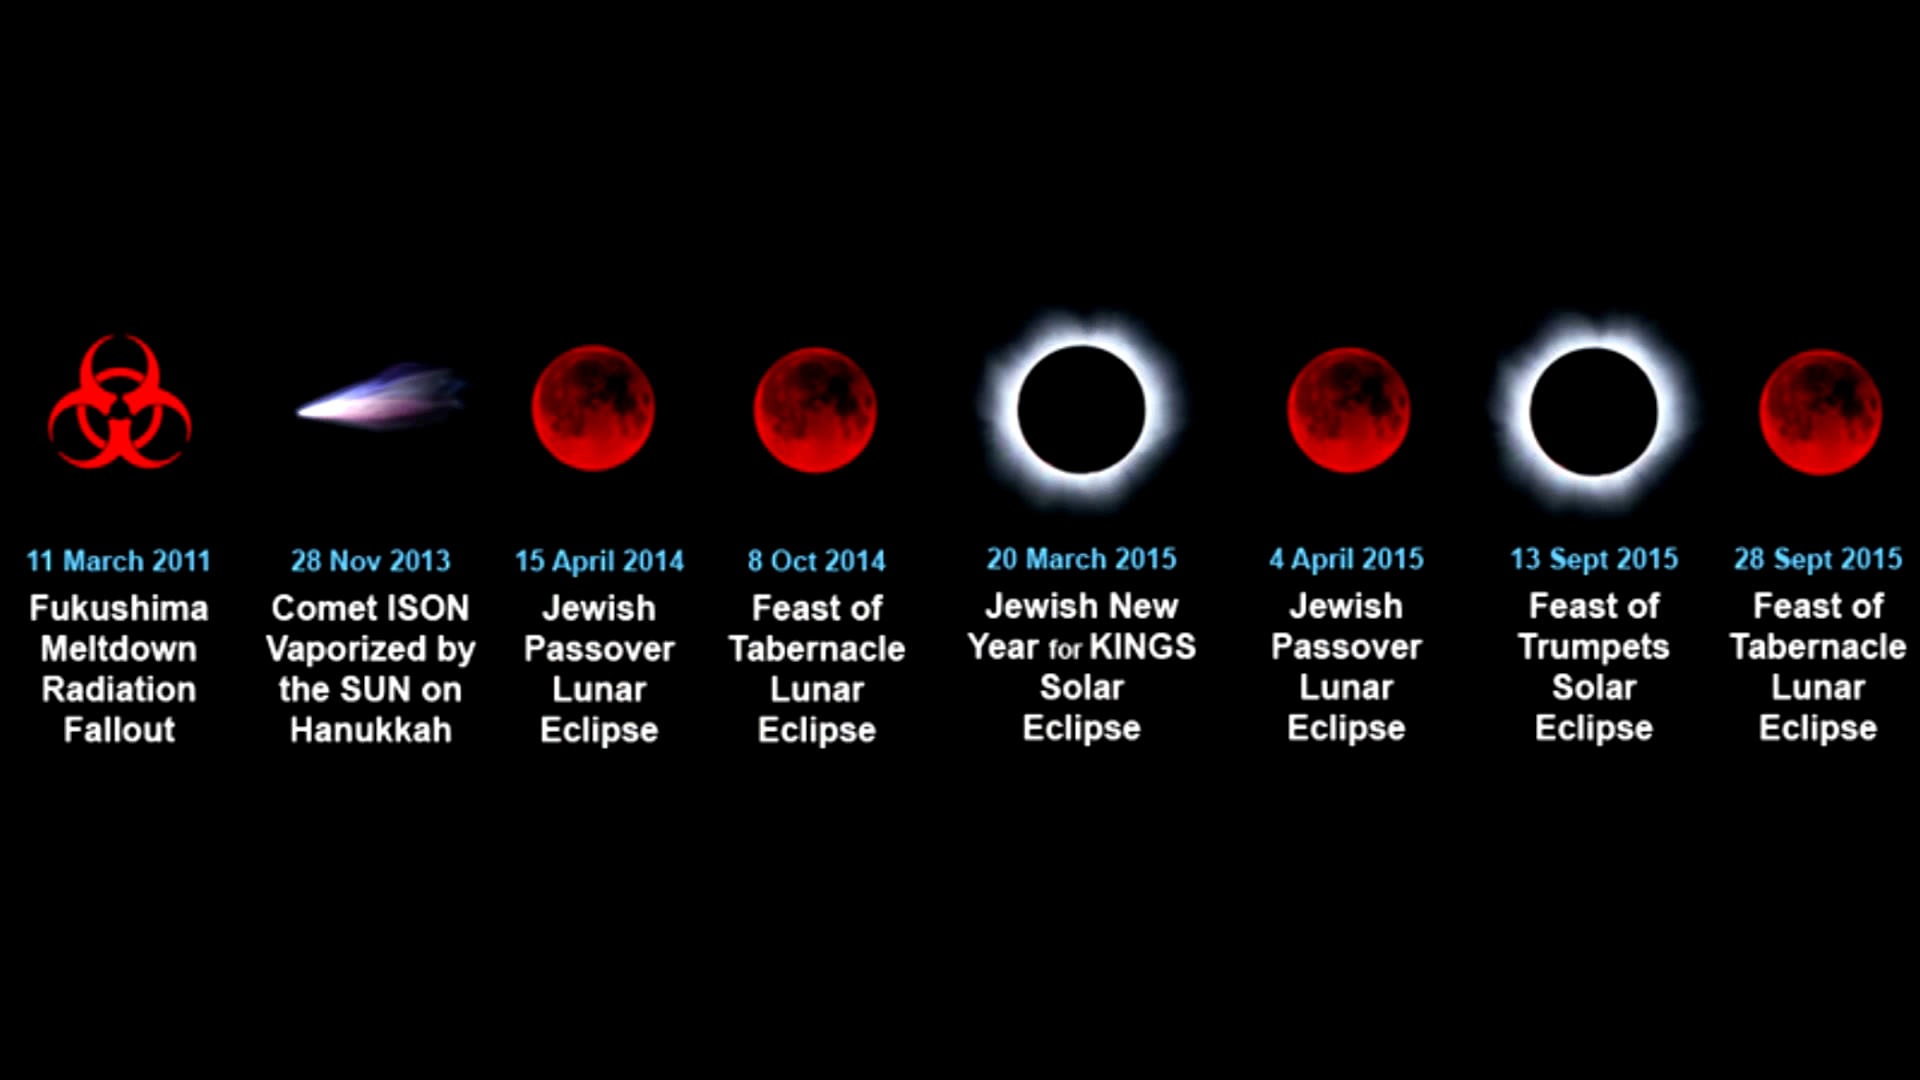 11 March 2011
Fukushima
Meltdown
Radiation
Fallout
28 Nov 2013
Comet ISON
Vaporized by
the SUN on
Hanukkah
15 April 2014
Jewish
Passover
Lunar
Eclipse
8 Oct 2014
Feast of
Tabernacle
Lunar
Eclipse
20 March 2015
Jewish New
Year for KINGS
Solar
Eclipse
4 April 2015
Jewish
Passover
Lunar
Eclipse
13 Sept 2015
Feast of
Trumpets
Solar
Eclipse
28 Sept 2015
Feast of
Tabernacle
Lunar
Eclipse